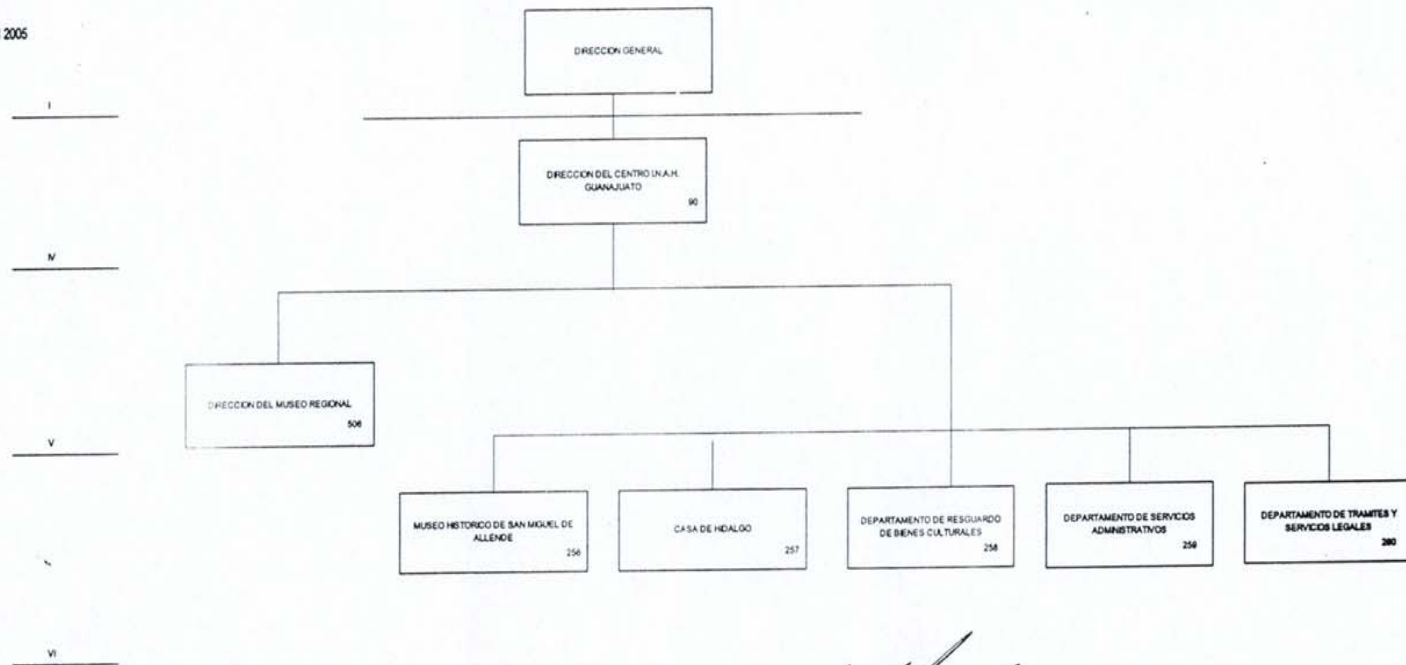 2005
DIRECCION GENERAL
I
DIRECCION DEL CENTRO I.N.A.H.
GUANAJUATO
90
IV
DIRECCION DEL MUSEO REGIONAL
506
V
MUSEO HISTORICO DE SAN MIGUEL DE
ALLENDE
256
CASA DE HIDALGO
257
DEPARTAMENTO DE RESGUARDO
DE BIENES CULTURALES
258
DEPARTAMENTO DE SERVICIOS
ADMINISTRATIVOS
259
DEPARTAMENTO DE TRAMITES Y
SERVICIOS LEGALES
260
VI